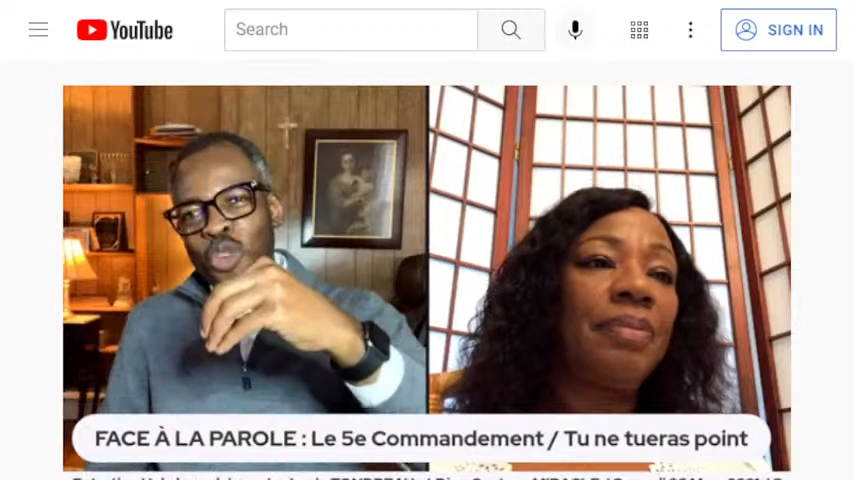 YouTube
Search
SIGN IN
FACE À LA PAROLE : Le 5e Commandement / Tu ne tueras point